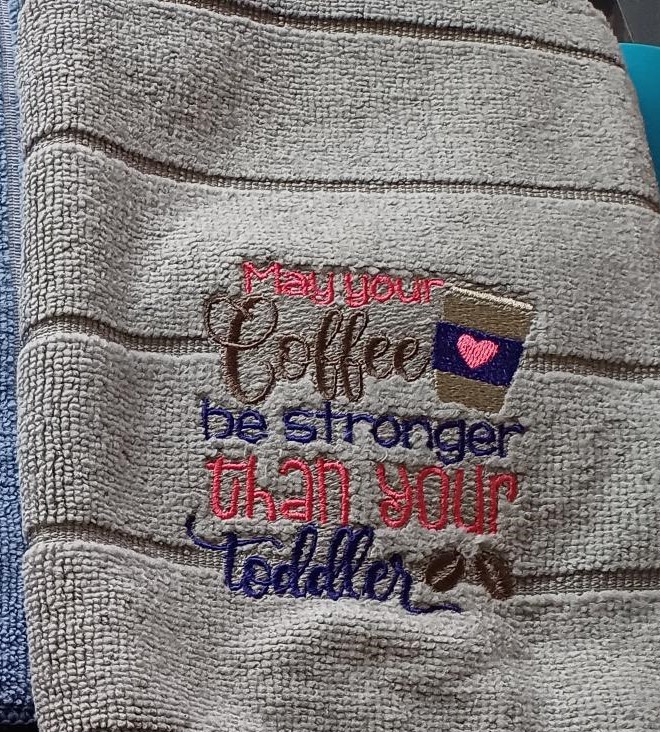 May your
Coffee
be stronger
than your
toddler